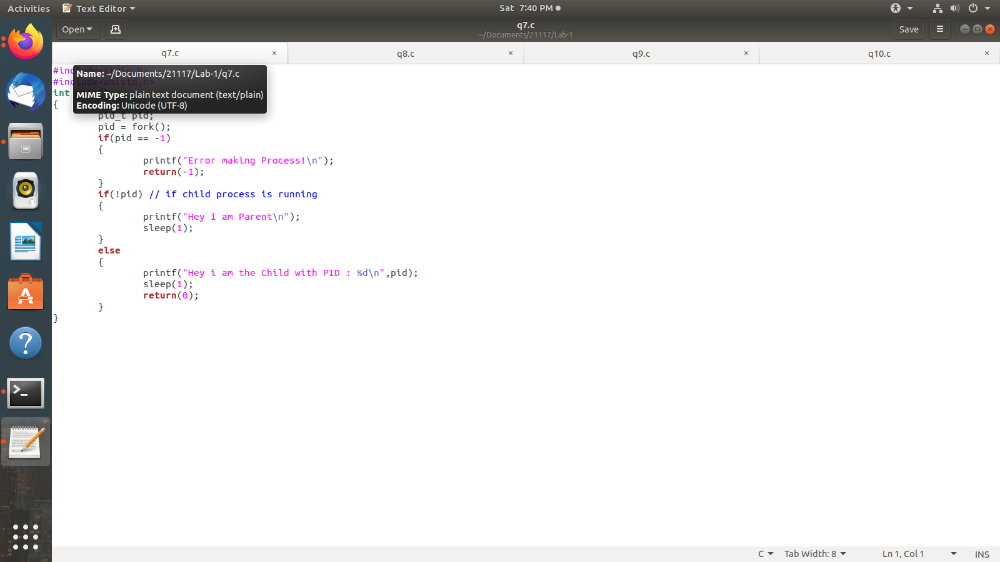 Activities
Text Editor
Sat 7:40 PM
Open
q7.c
~/Documents/21117/Lab-1
Save
q7.c
q8.c
q9.c
q10.c
#include<stdio.h>
#include<unistd.h>
int
{
Name: ~/Documents/21117/Lab-1/q7.c
MIME Type: plain text document (text/plain)
Encoding: Unicode (UTF-8)
pid_t pid;
pid = fork();
if(pid == -1)
{
printf("Error making Process!\n");
return(-1);
}
if(!pid) // if child process is running
{
printf("Hey I am Parent\n");
sleep(1);
}
else
{
printf("Hey i am the Child with PID : %d\n",pid);
sleep(1);
return(0);
}
}
C
Tab Width: 8
Ln 1, Col 1
INS